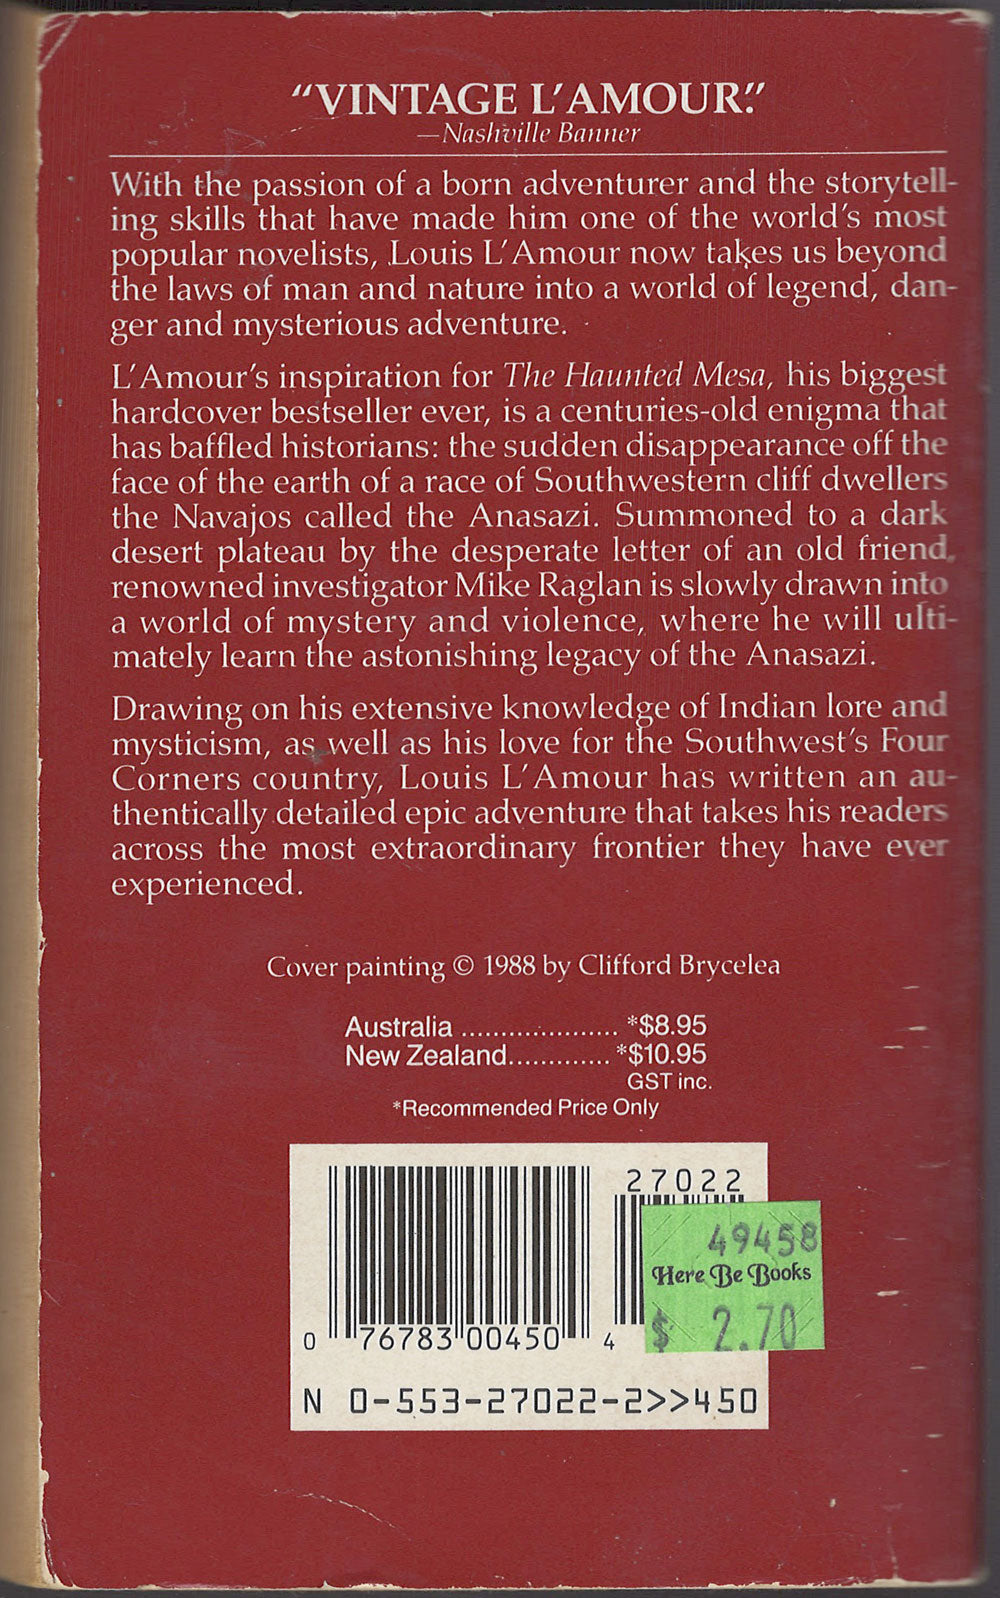 “VINTAGE L’AMOUR.”
—Nashville Banner
With the passion of a born adventurer and the storytell-
ing skills that have made him one of the world’s most
popular novelists, Louis L’Amour now takes us beyond
the laws of man and nature into a world of legend, dan-
ger and mysterious adventure.
L’Amour’s inspiration for The Haunted Mesa, his biggest
hardcover bestseller ever, is a centuries-old enigma that
has baffled historians: the sudden disappearance off the
face of the earth of a race of Southwestern cliff dwellers
the Navajos called the Anasazi. Summoned to a dark
desert plateau by the desperate letter of an old friend,
renowned investigator Mike Raglan is slowly drawn into
a world of mystery and violence, where he will ulti-
mately learn the astonishing legacy of the Anasazi.
Drawing on his extensive knowledge of Indian lore and
mysticism, as well as his love for the Southwest’s Four
Corners country, Louis L’Amour has written an au-
thentically detailed epic adventure that takes his readers
across the most extraordinary frontier they have ever
experienced.
Cover painting © 1988 by Clifford Brycelea
Australia .................... *$8.95
New Zealand............. *$10.95
GST inc.
*Recommended Price Only
27022
49458
Here Be Books
$ 2.70
0 76783 00450 4
N 0-553-27022-2>>450